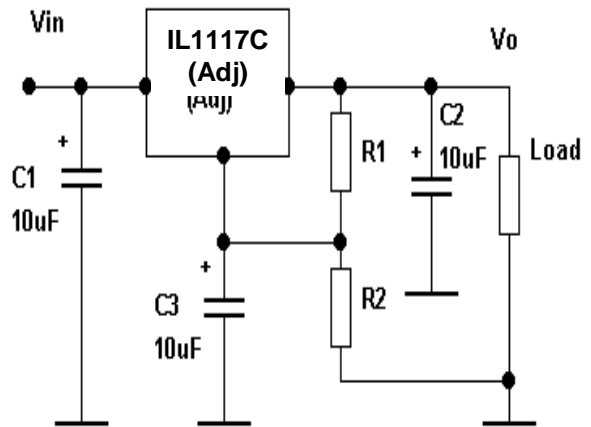 Vin
IL1117C
(Adj)
(Adj)
Vo
+
C1
10uF
R1
C2
+
10uF
Load
+
C3
10uF
R2